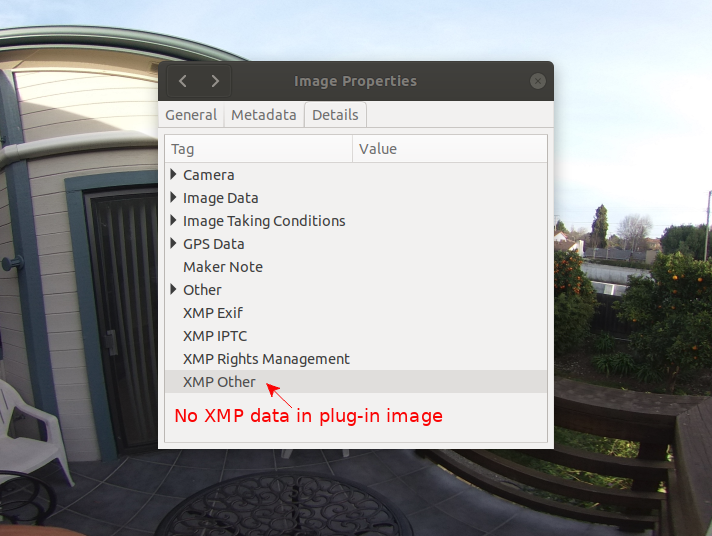 Image Properties
General Metadata Details
Tag Value
Camera
Image Data
Image Taking Conditions
GPS Data
Maker Note
Other
XMP Exif
XMP IPTC
XMP Rights Management
XMP Other
No XMP data in plug-in image